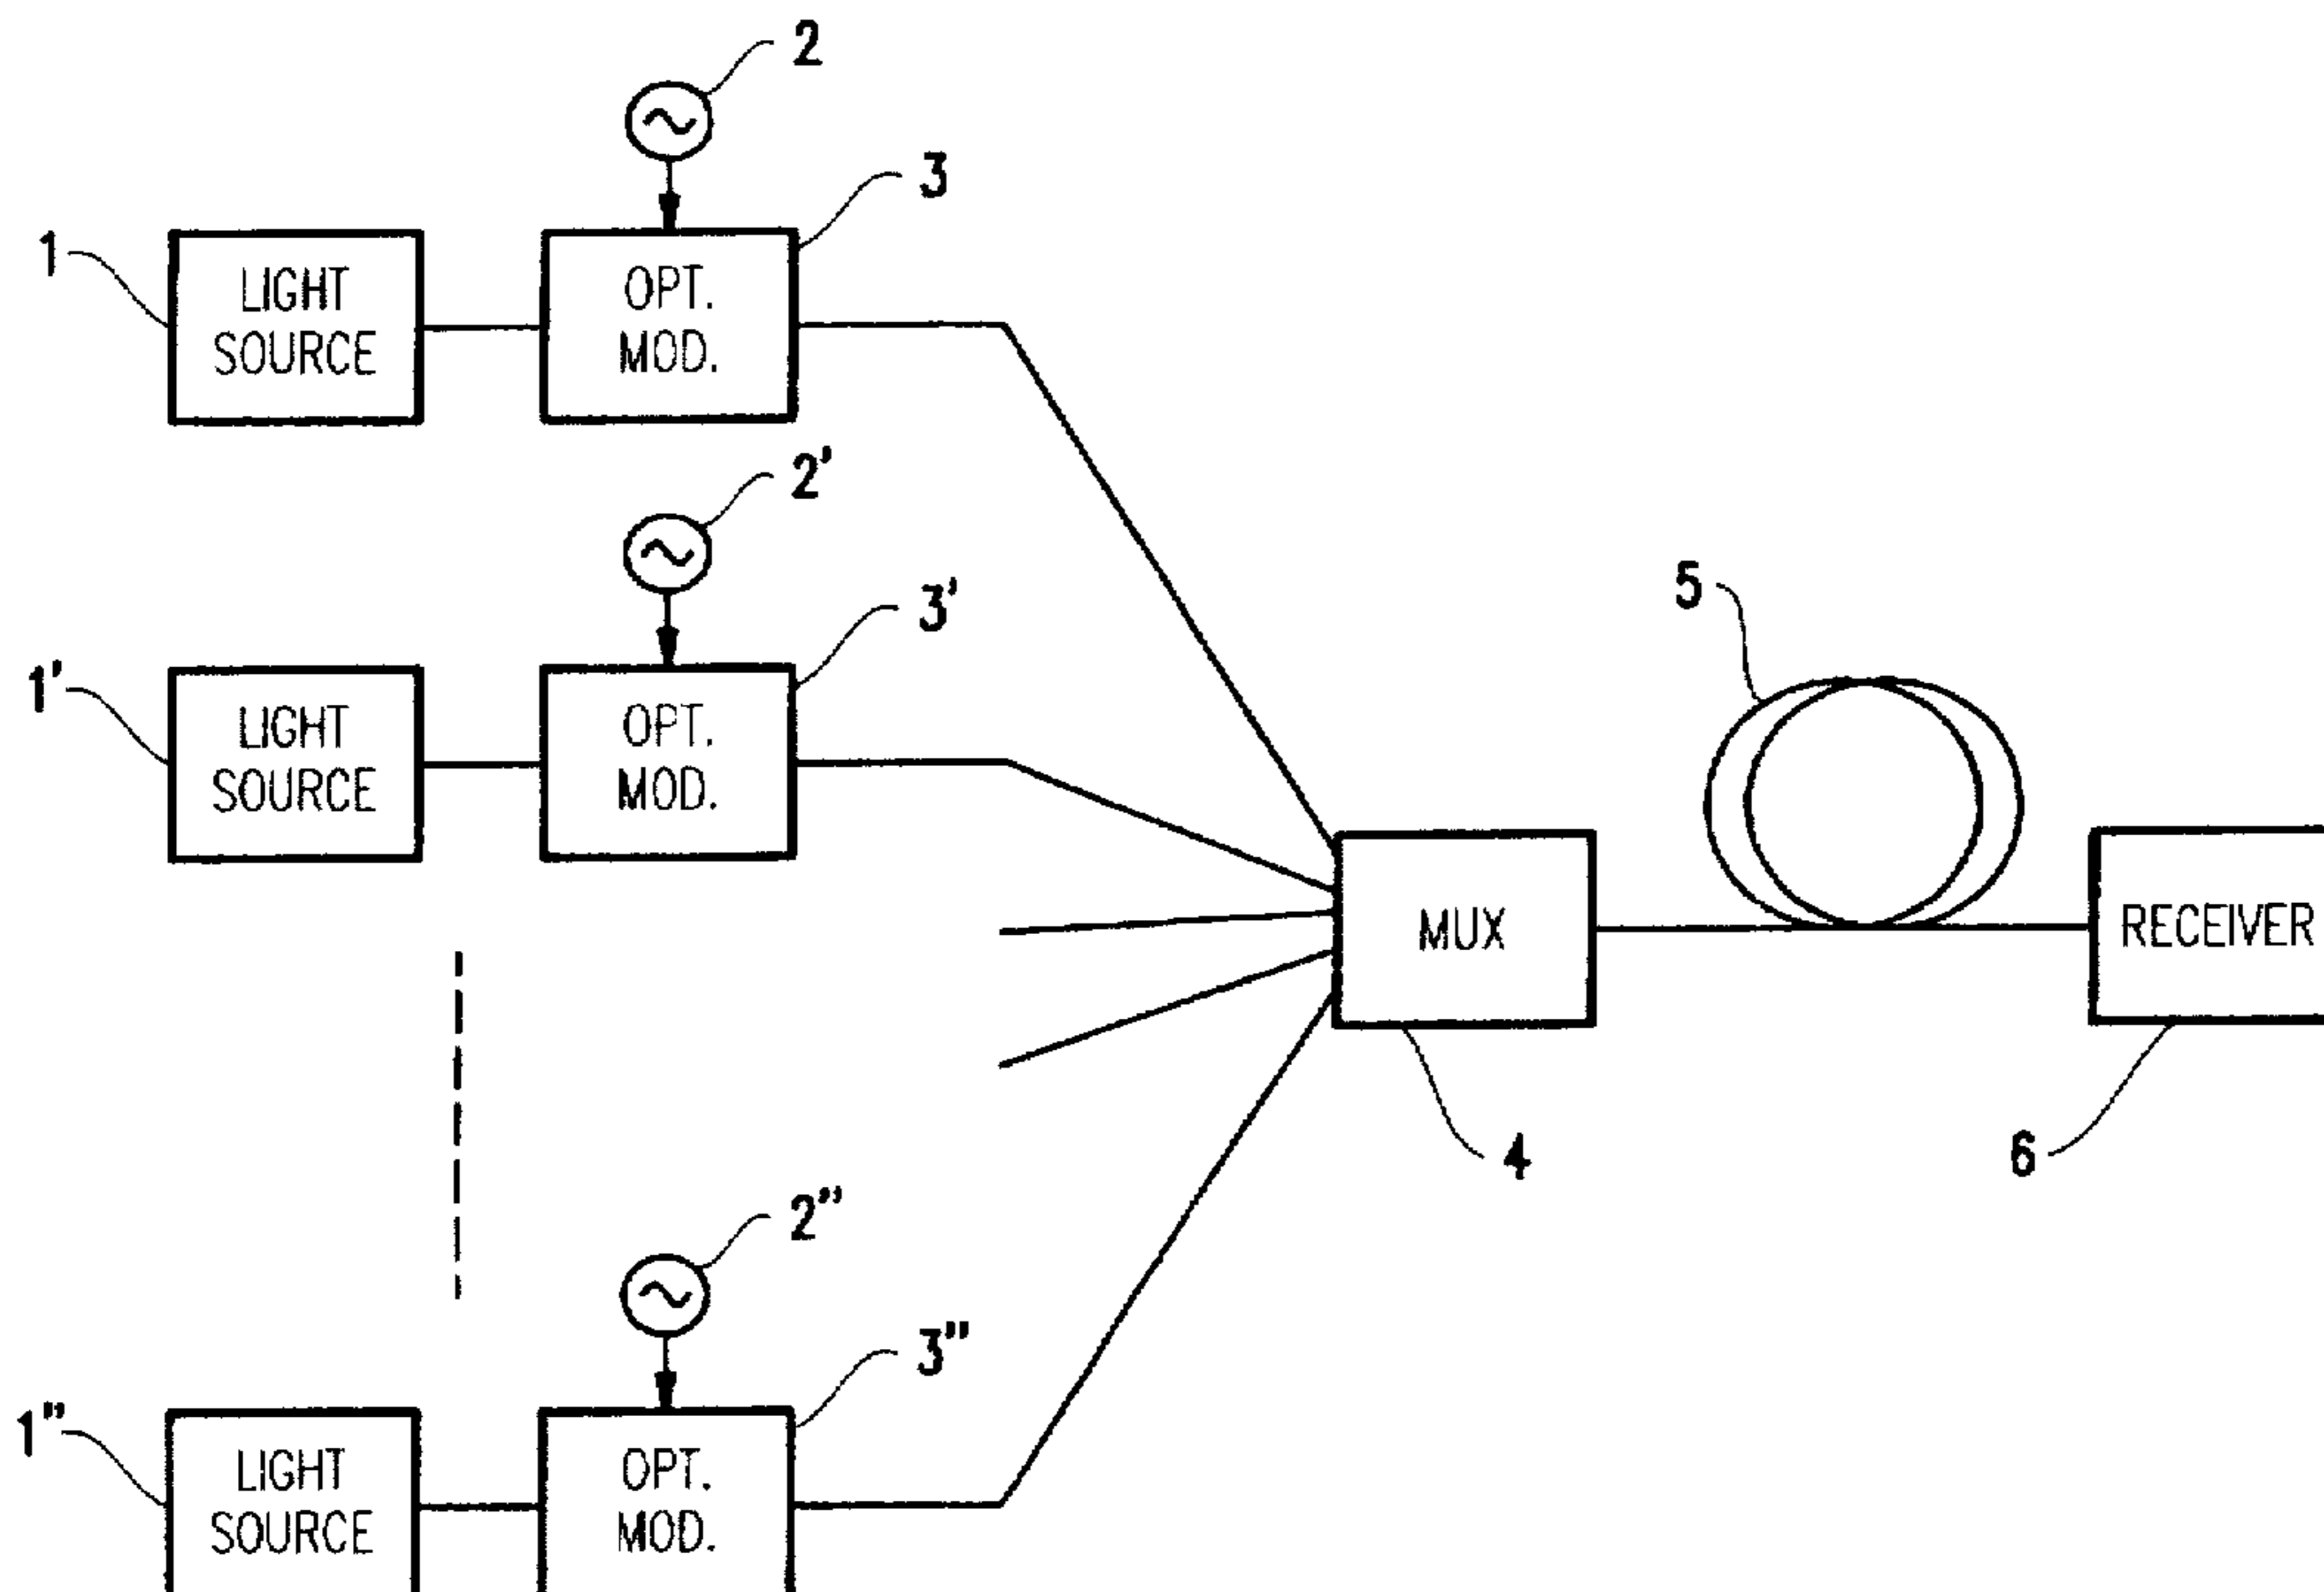 2
3
1
LIGHT
SOURCE
OPT.
MOD.
2'
3'
1'
LIGHT
SOURCE
OPT.
MOD.
5
MUX
RECEIVER
4
6
2"
3"
1"
LIGHT
SOURCE
OPT.
MOD.